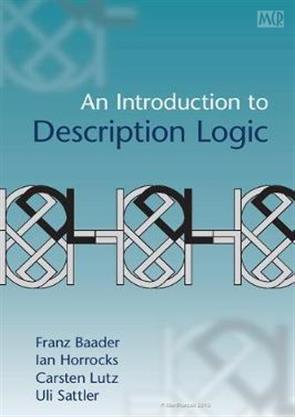 An Introduction to
Description Logic
Franz Baader
Ian Horrocks
Carsten Lutz
Uli Sattler